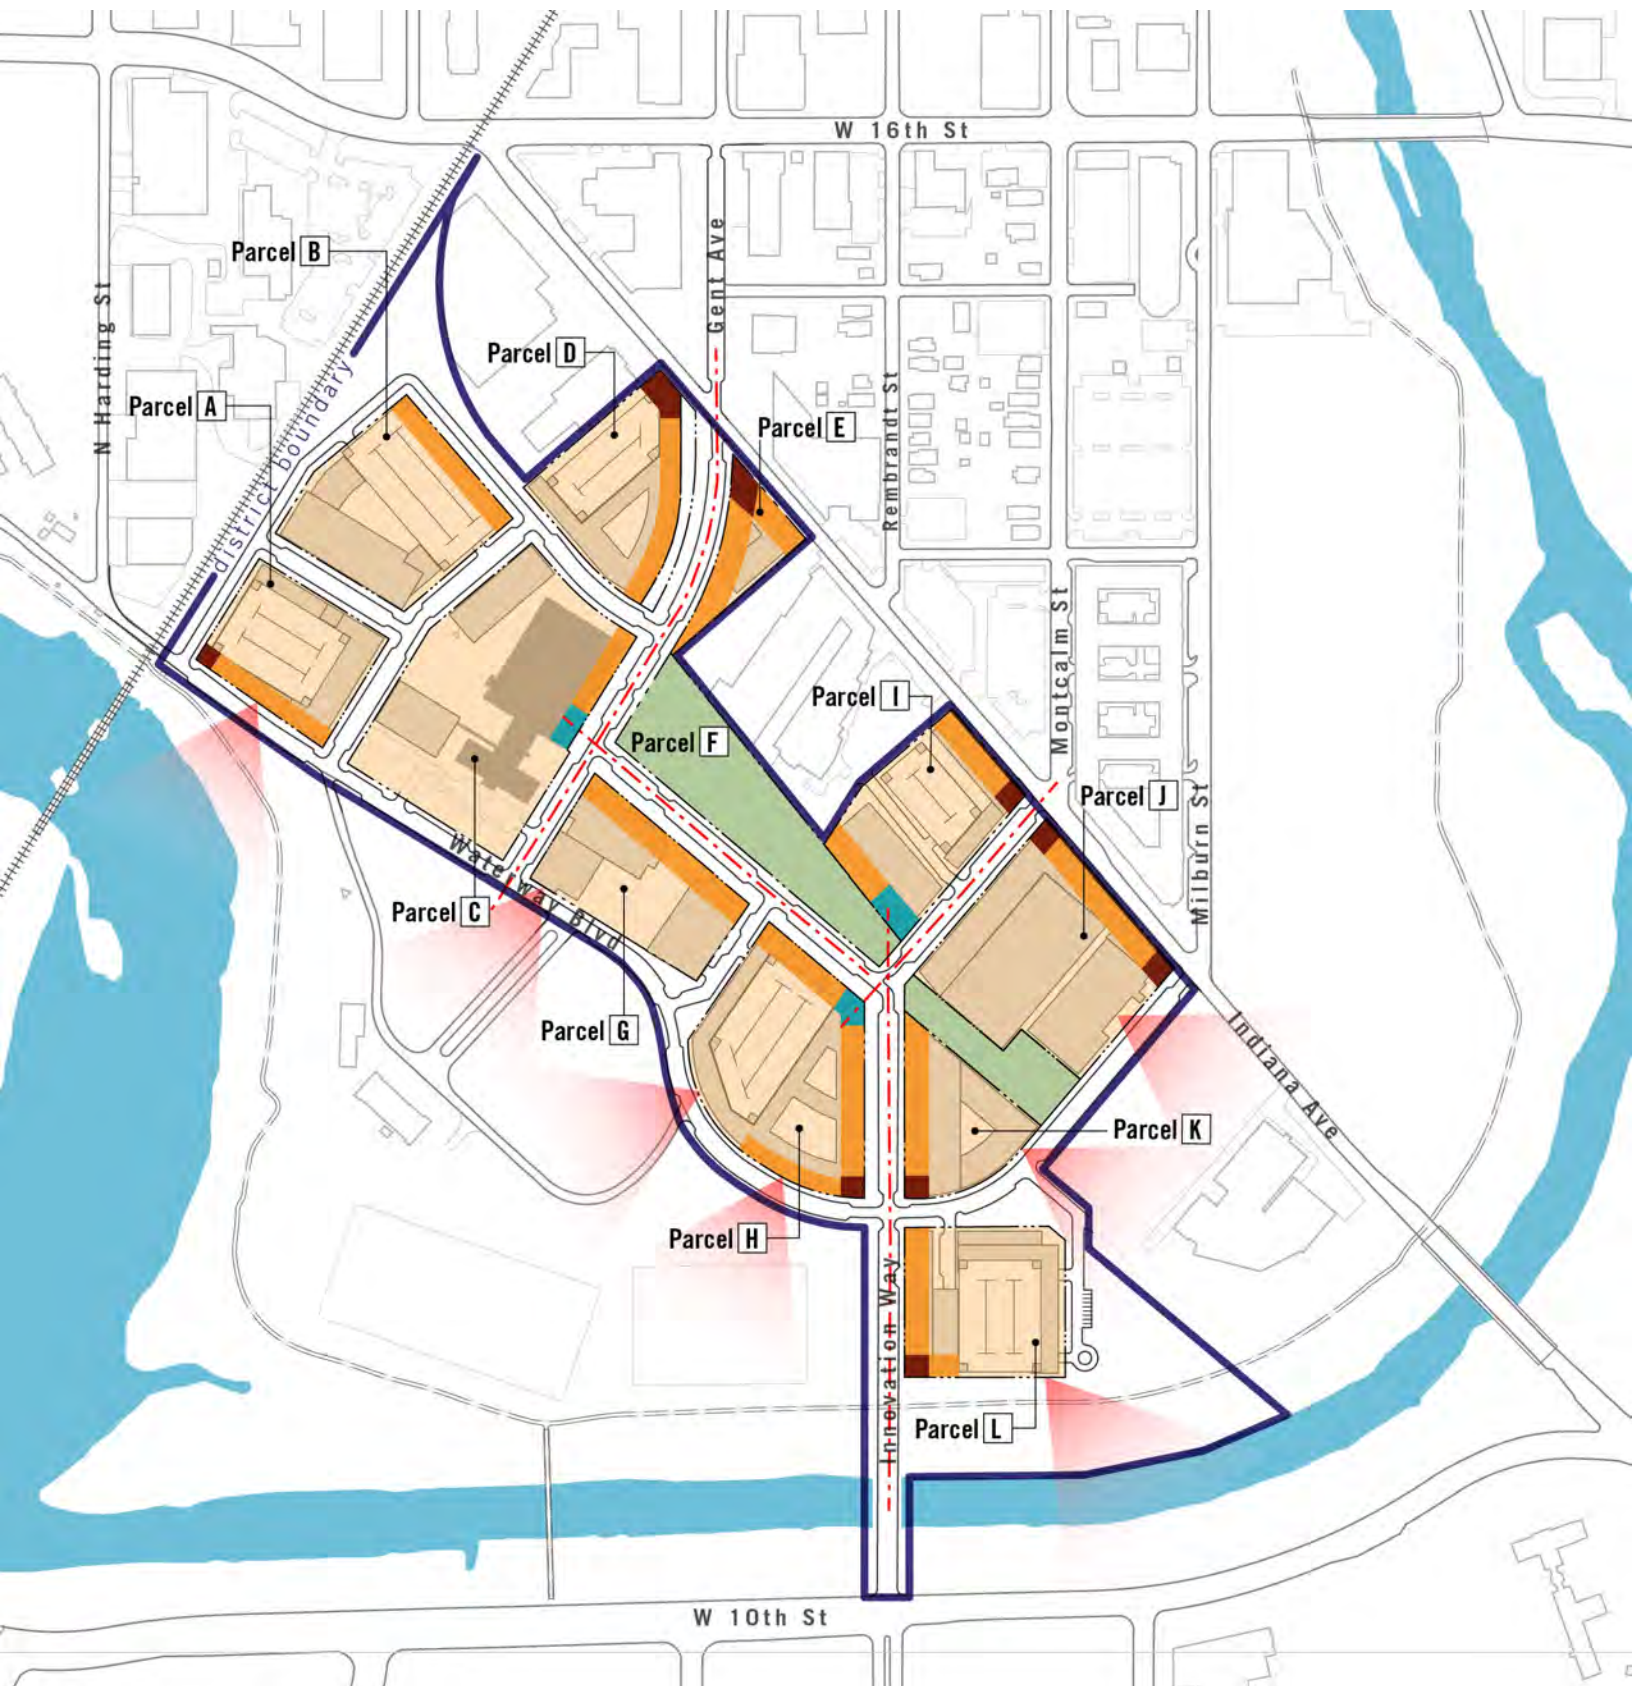 W 16th St
Gent Ave
Parcel B
N Harding St
Parcel D
district boundary
Parcel A
Parcel E
Rembrandt St
Montcalm St
Parcel I
Parcel F
Parcel J
Milburn St
Waterway Blvd
Parcel C
Parcel G
Indiana Ave
Parcel K
Parcel H
Innovation Way
Parcel L
W 10th St